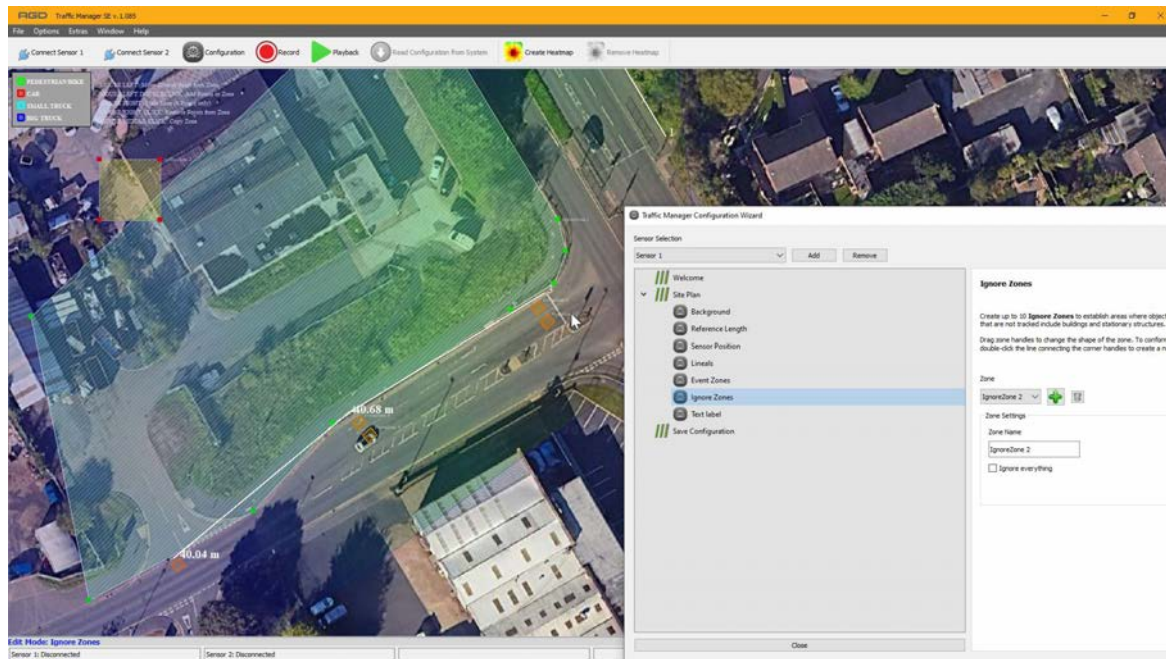 AGD Traffic Manager SE v.1.085
File Options Extras Window Help
Connect Sensor 1 Connect Sensor 2 Configuration Record Playback Read Configuration from System Create Heatmap Remove Heatmap
PEDESTRIAN/BIKE
CAR
SMALL TRUCK
BIG TRUCK
Copy Zone
1
40.68 m
40.04 m
Traffic Manager Configuration Wizard
Sensor Selection
Sensor 1 Add Remove
Welcome
Site Plan
Background
Reference Length
Sensor Position
Lineals
Event Zones
Ignore Zones
Text label
Save Configuration
Ignore Zones
Create up to 10 Ignore Zones to establish areas where object
that are not tracked include buildings and stationary structures.
Drag zone handles to change the shape of the zone. To conform
double-click the line connecting the corner handles to create a n
Zone
IgnoreZone 2
Zone Settings
Zone Name
IgnoreZone 2
Ignore everything
Close
Edit Mode: Ignore Zones
Sensor 1: Disconnected Sensor 2: Disconnected